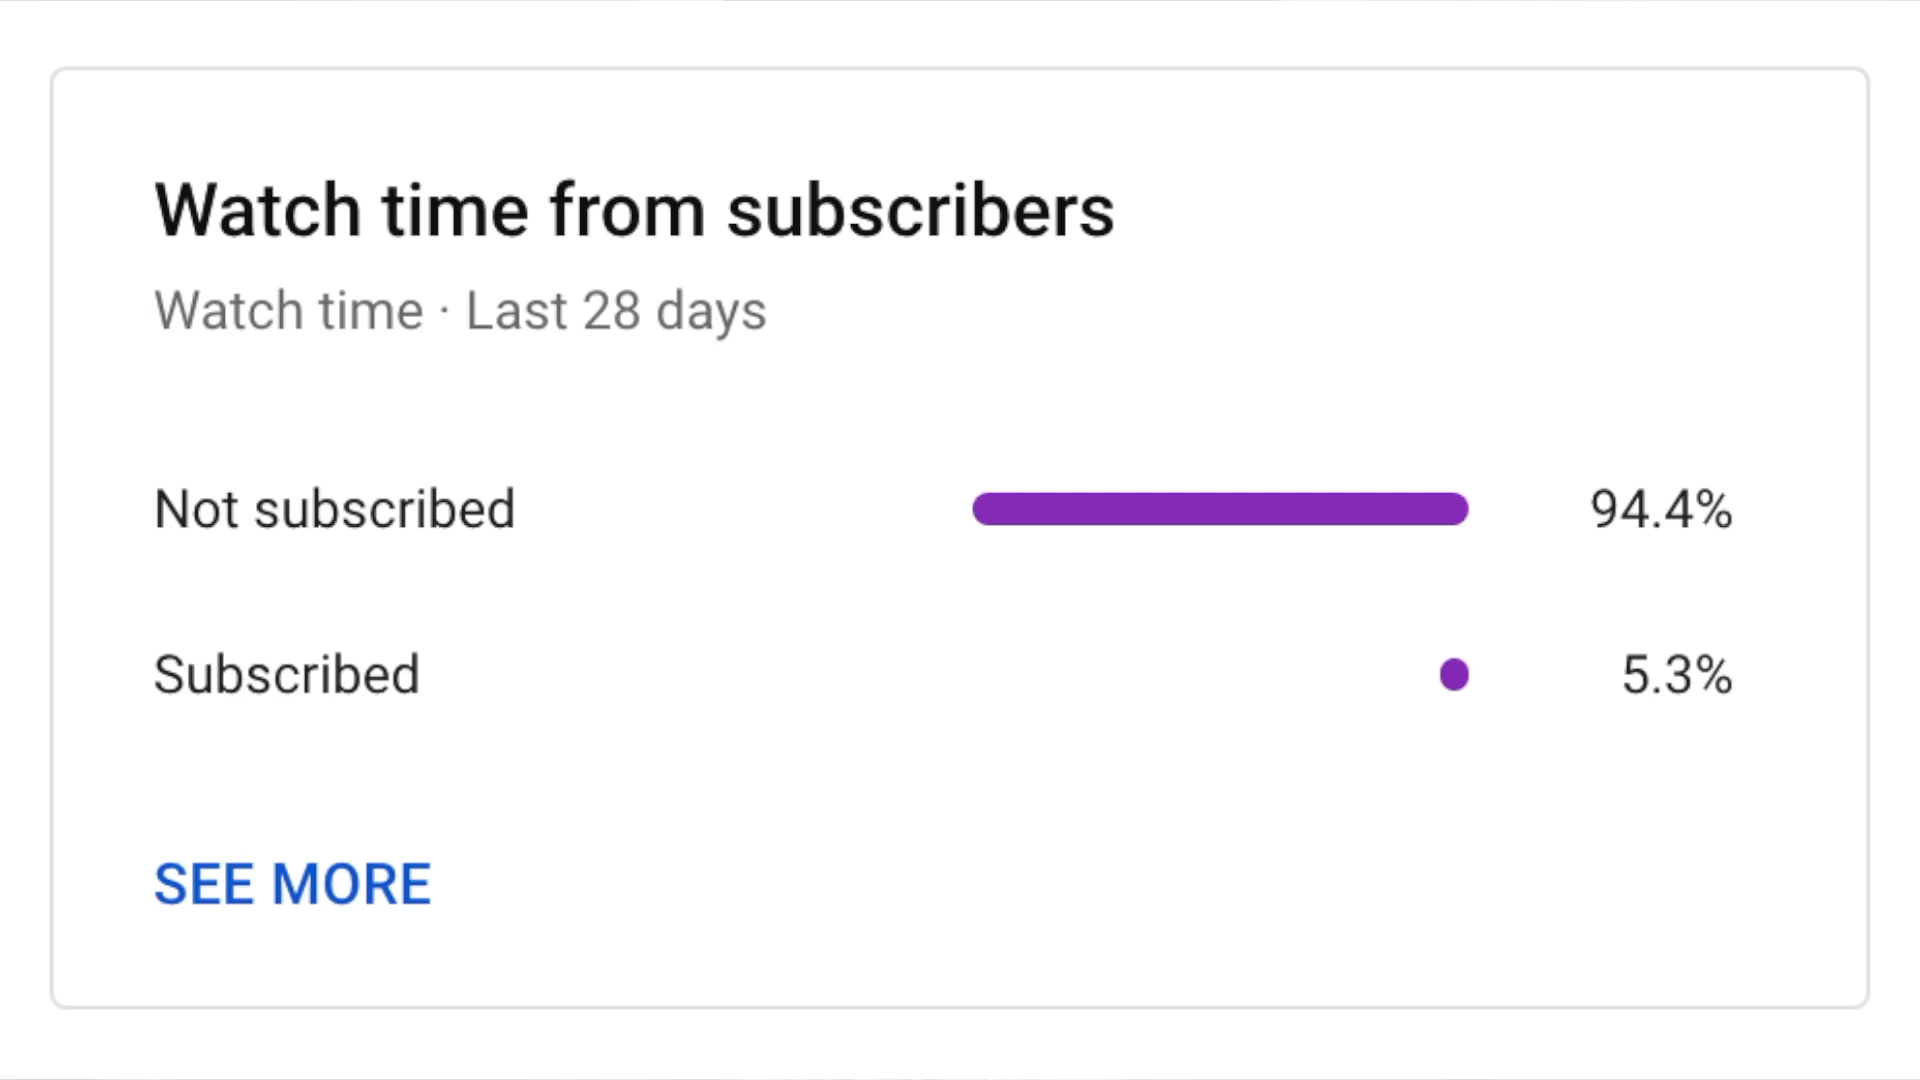 Watch time from subscribers
Watch time · Last 28 days
Not subscribed 94.4%
Subscribed 5.3%
SEE MORE